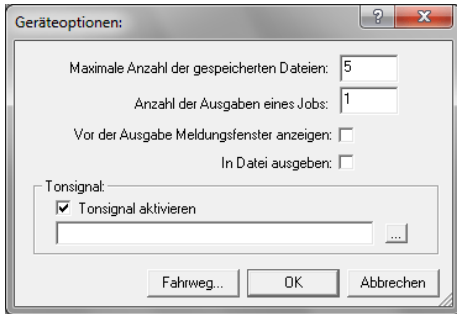 Geräteoptionen:
Maximale Anzahl der gespeicherten Dateien: 5
Anzahl der Ausgaben eines Jobs: 1
Vor der Ausgabe Meldungsfenster anzeigen:
In Datei ausgeben:
Tonsignal:
Tonsignal aktivieren
...
Fahrweg... OK Abbrechen